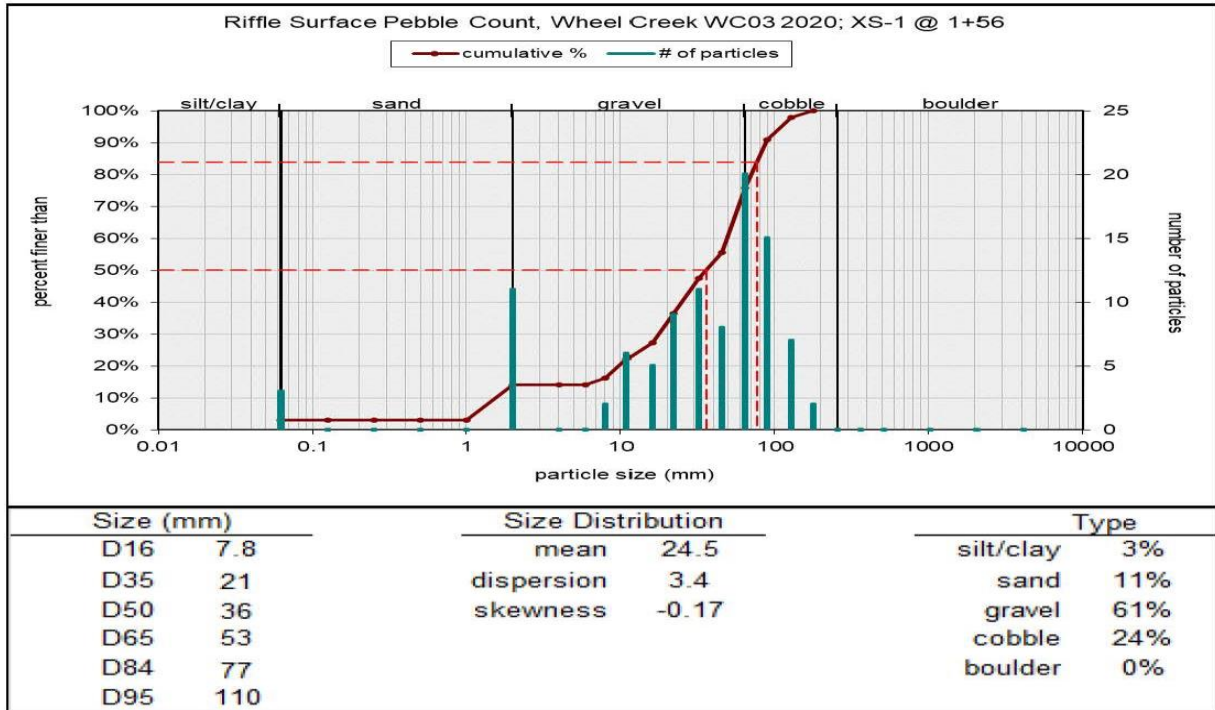 Riffle Surface Pebble Count, Wheel Creek WC03 2020; XS-1 @ 1+56
cumulative % # of particles
silt/clay sand gravel cobble boulder
100% 25
90%
80% 20
70%
60% 15
50%
40% 10
30%
20% 5
10%
0% 0
percent finer than
number of particles
0.01 0.1 1 10 100 1000 10000
particle size (mm)
Size (mm) Size Distribution Type
D16 7.8 mean 24.5 silt/clay 3%
D35 21 dispersion 3.4 sand 11%
D50 36 skewness -0.17 gravel 61%
D65 53 cobble 24%
D84 77 boulder 0%
D95 110